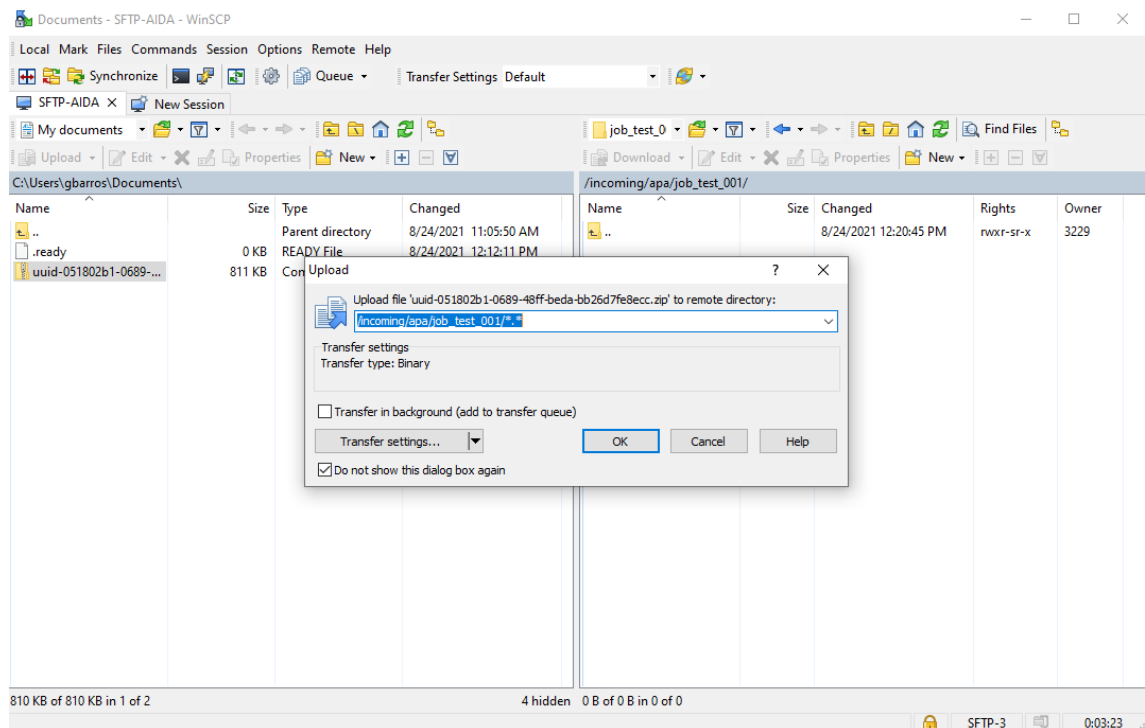 Documents - SFTP-AIDA - WinSCP
Local Mark Files Commands Session Options Remote Help
Synchronize Queue Transfer Settings Default
SFTP-AIDA X New Session
My documents job_test_0 Find Files
Upload Edit Properties New Download Edit Properties New
C:\Users\gbarros\Documents\ /incoming/apa/job_test_001/
Name Size Type Changed Name Size Changed Rights Owner
.. Parent directory 8/24/2021 11:05:50 AM .. 8/24/2021 12:20:45 PM rwxr-sr-x 3229
.ready 0 KB READY File 8/24/2021 12:12:11 PM
uuid-051802b1-0689-... 811 KB Com
Upload ?
Upload file 'uuid-051802b1-0689-48ff-beda-bb26d7fe8ecc.zip' to remote directory:
/incoming/apa/job_test_001/*.*
Transfer settings
Transfer type: Binary
Transfer in background (add to transfer queue)
Transfer settings... OK Cancel Help
Do not show this dialog box again
810 KB of 810 KB in 1 of 2 4 hidden 0 B of 0 B in 0 of 0
SFTP-3 0:03:23